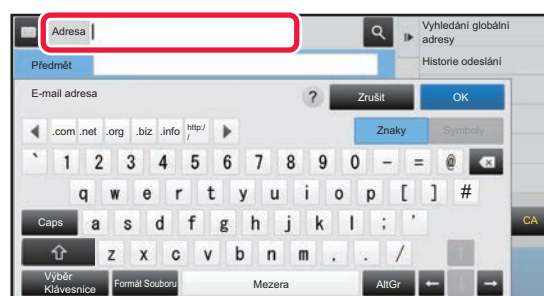 Adresa
Vyhledání globální
adresy
Předmět
Historie odeslání
E-mail adresa
? Zrušit OK
.com .net .org .biz .info http:/
/
Znaky Symboly
` 1 2 3 4 5 6 7 8 9 0 - = @
q w e r t y u i o p [ ] #
Caps a s d f g h j k l ; '
CA
z x c v b n m . . /
Výběr
Klávesnice
Formát Souboru Mezera AltGr